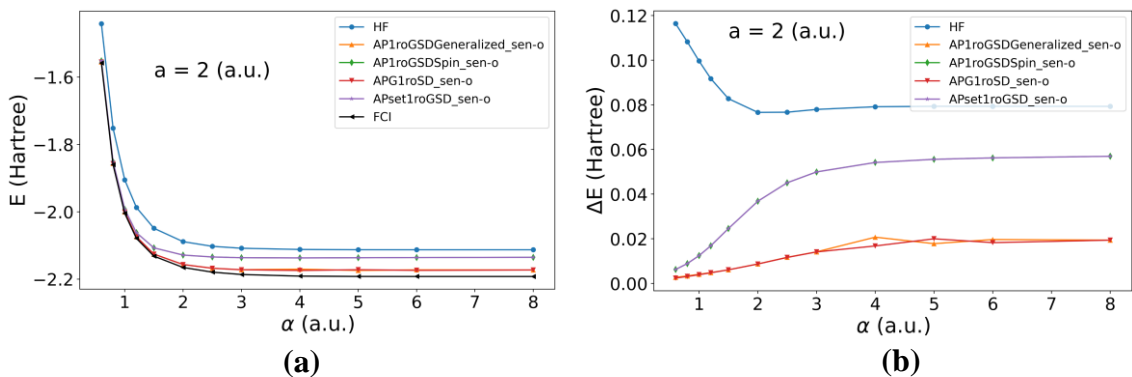 a = 2 (a.u.)
HF
AP1roGSDGeneralized_sen-o
AP1roGSDSpin_sen-o
APG1roSD_sen-o
APset1roGSD_sen-o
FCI
E (Hartree)
−1.6
−1.8
−2.0
−2.2
1 2 3 4 5 6 7 8
α (a.u.)
(a)
a = 2 (a.u.)
HF
AP1roGSDGeneralized_sen-o
AP1roGSDSpin_sen-o
APG1roSD_sen-o
APset1roGSD_sen-o
ΔE (Hartree)
0.12
0.10
0.08
0.06
0.04
0.02
0.00
1 2 3 4 5 6 7 8
α (a.u.)
(b)